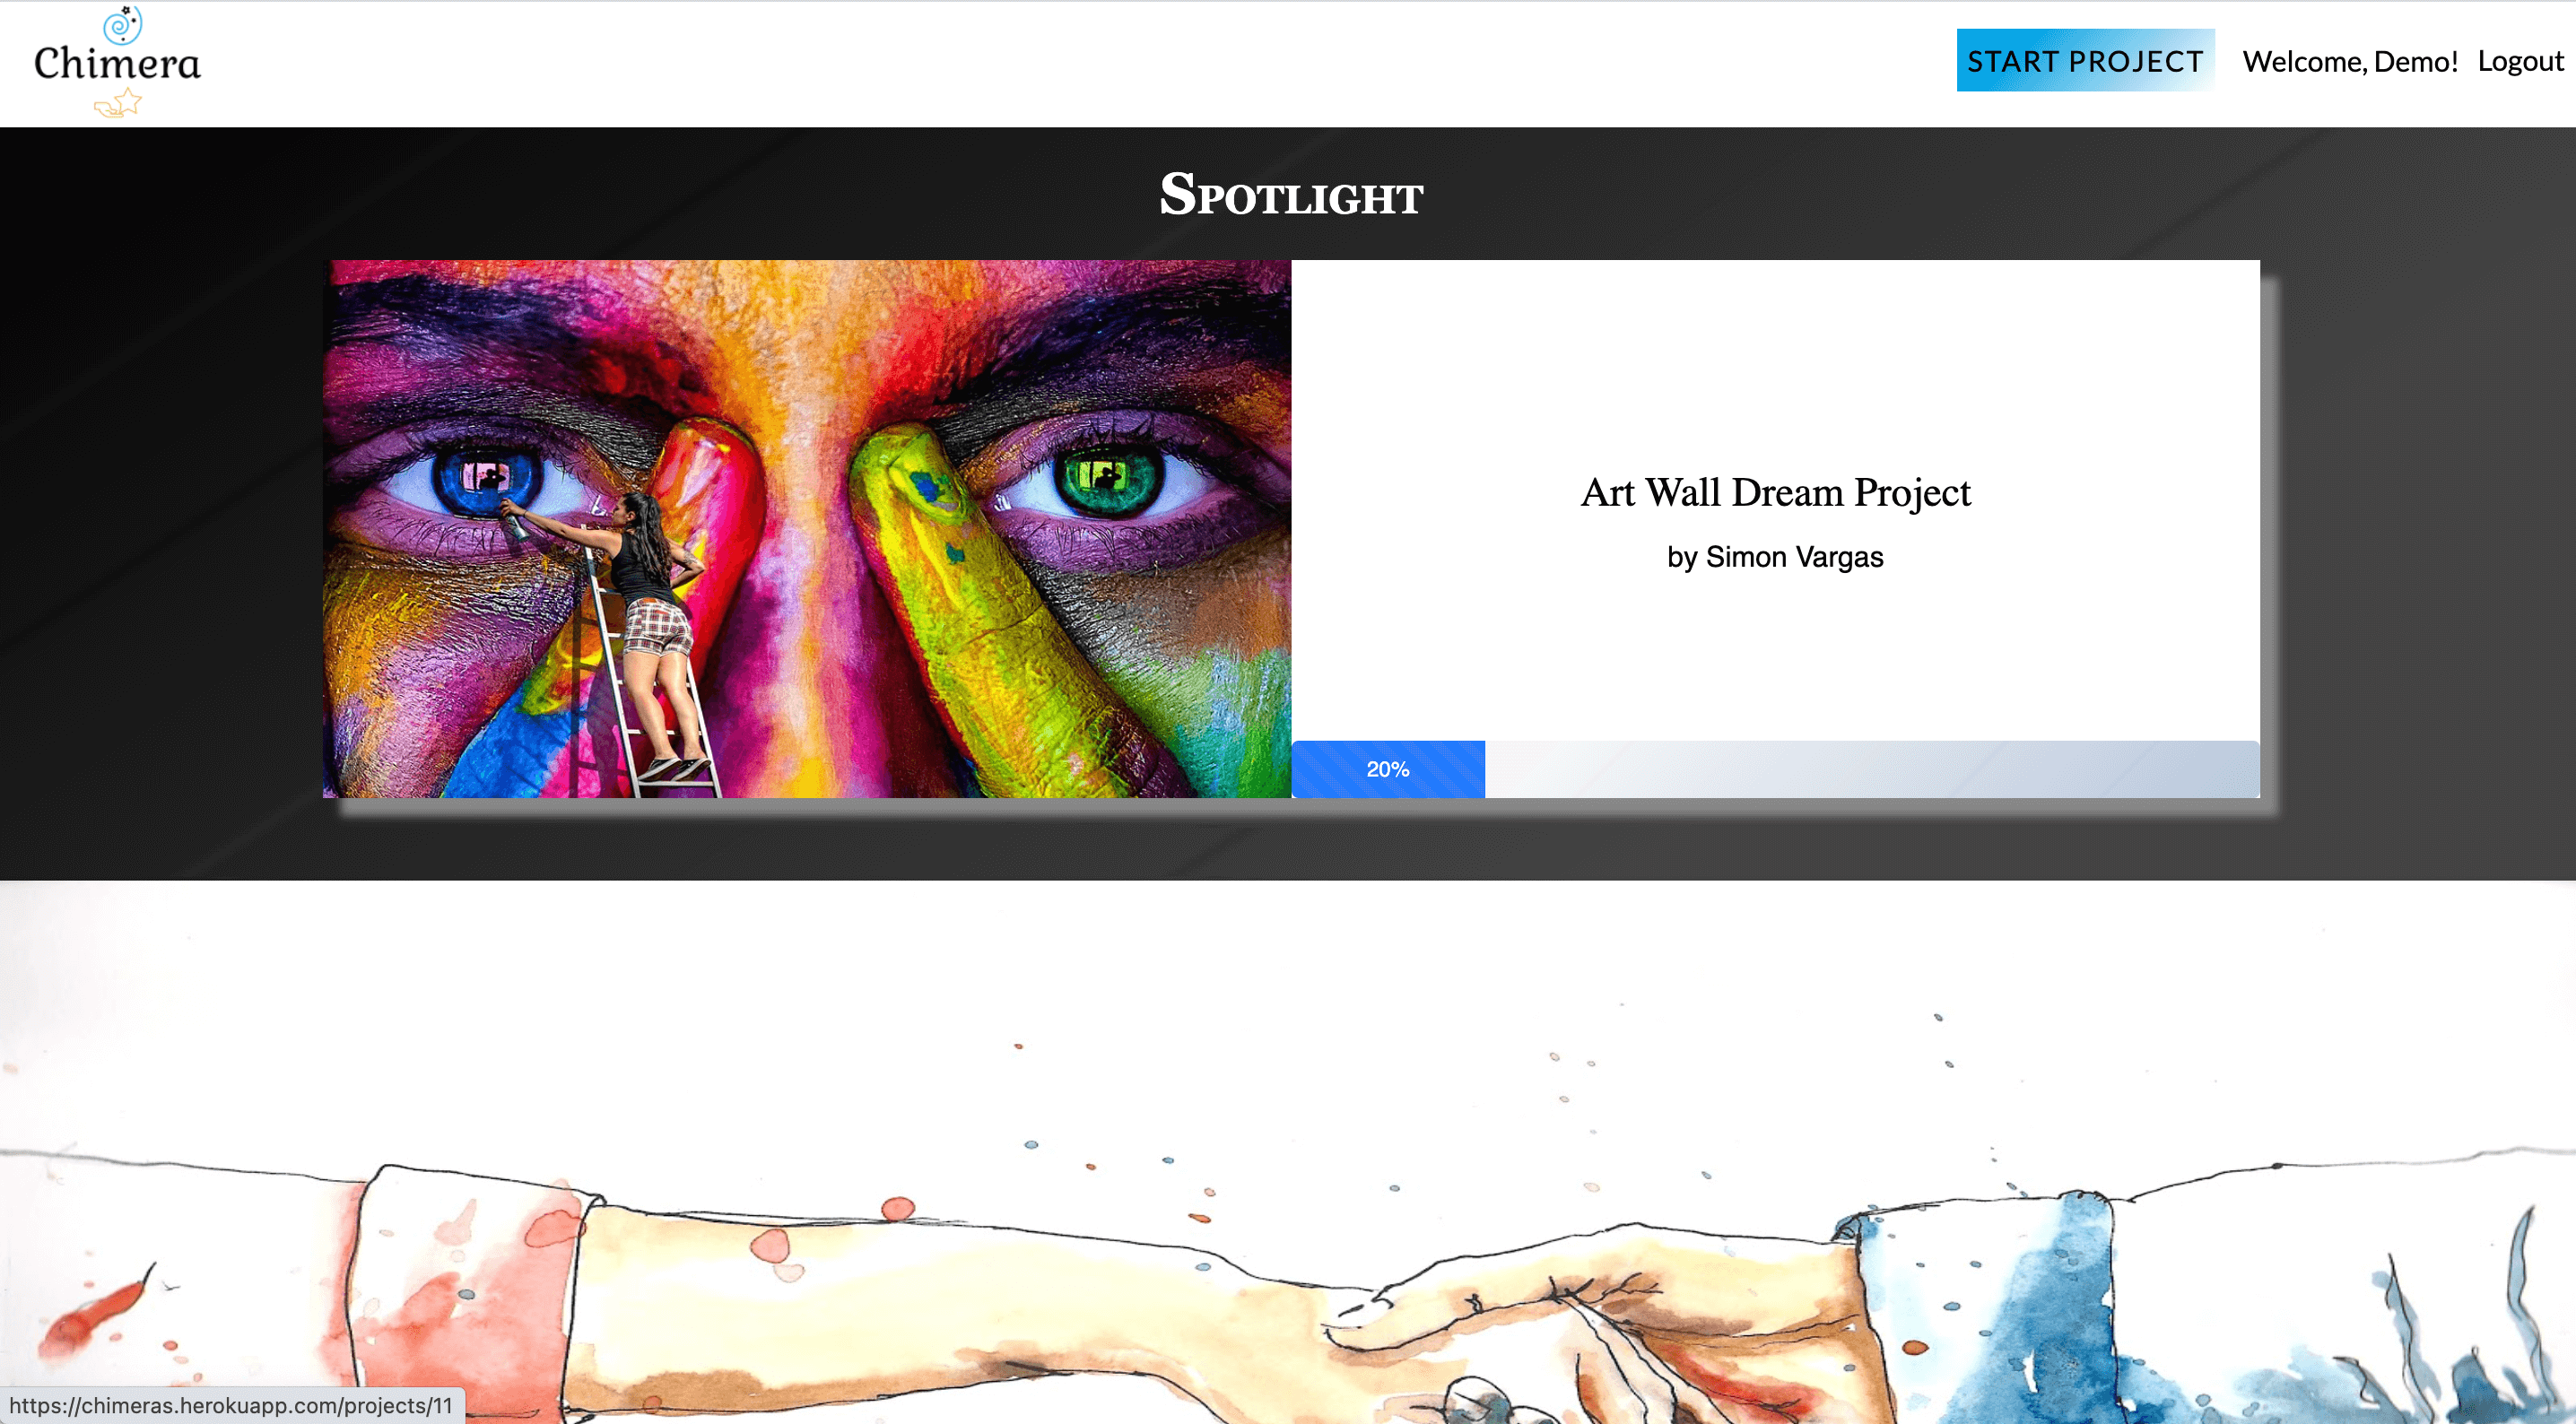 Chimera
START PROJECT Welcome, Demo! Logout
SPOTLIGHT
Art Wall Dream Project
by Simon Vargas
20%
https://chimeras.herokuapp.com/projects/11